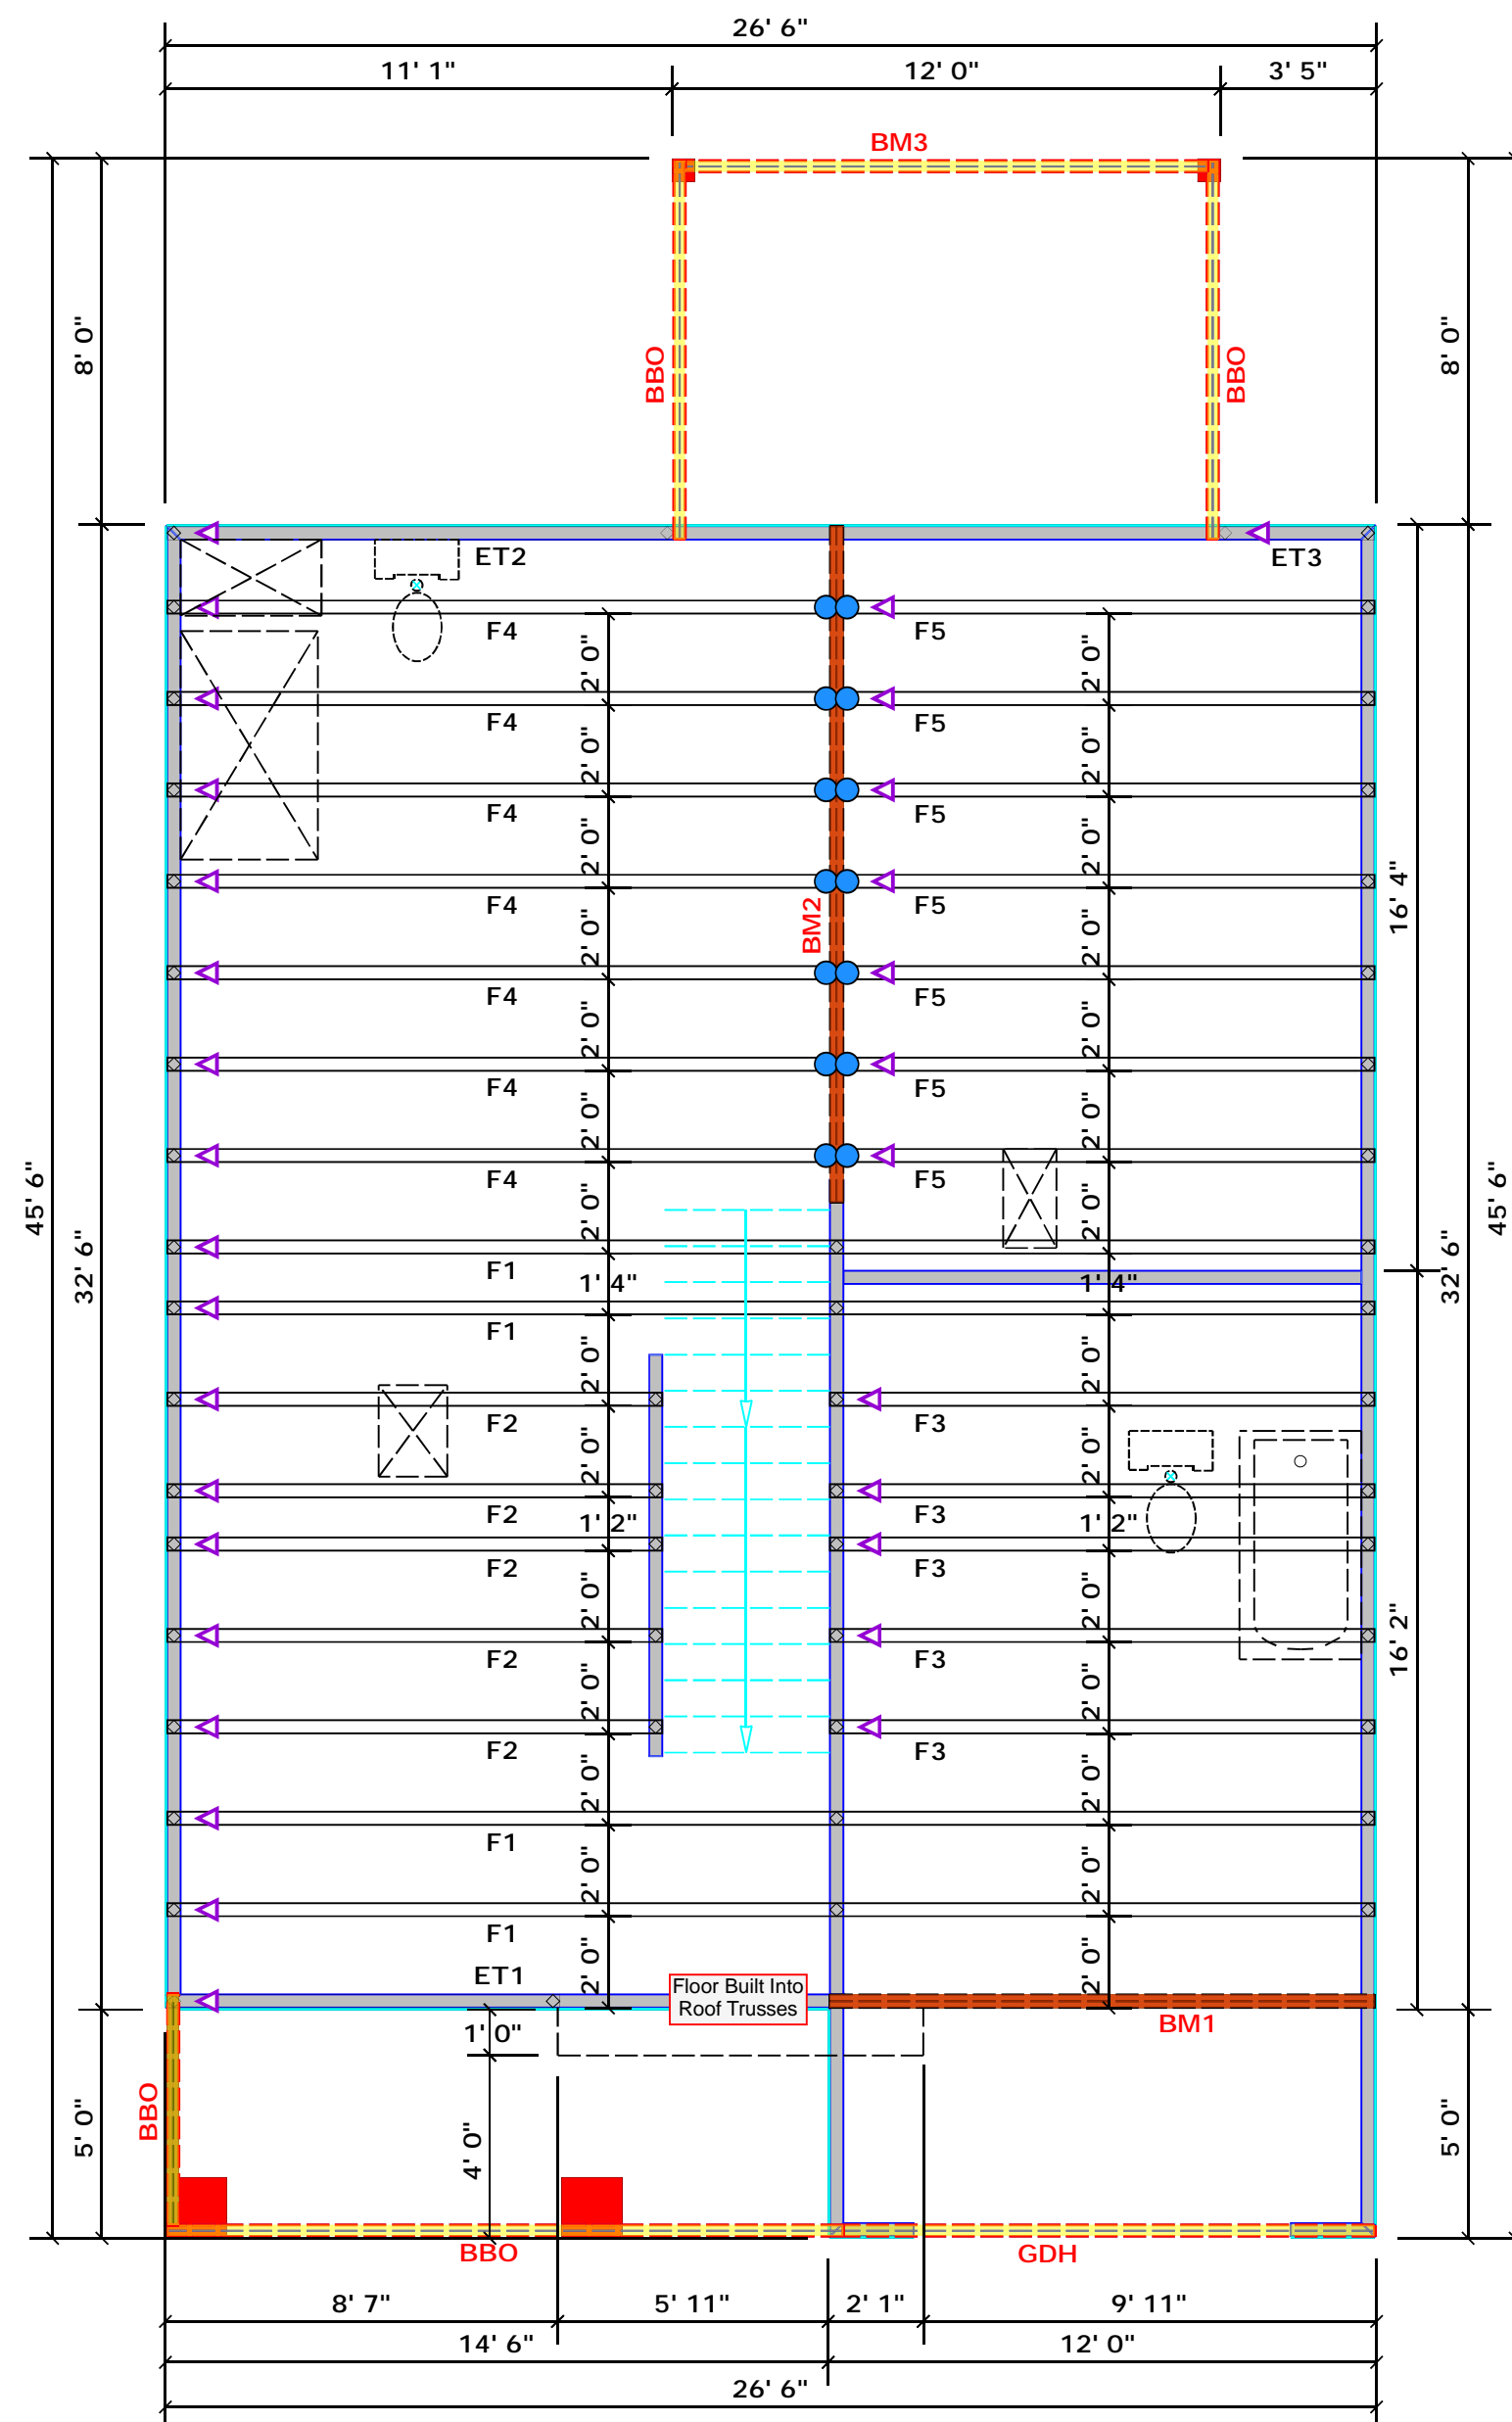 26' 6"
11' 1"
12' 0"
3' 5"
BM3
8' 0"
BBO
BBO
8' 0"
ET2
ET3
F4
2' 0"
F5
2' 0"
F4
2' 0"
F5
2' 0"
F4
2' 0"
F5
2' 0"
F4
2' 0"
BM2
F5
2' 0"
16' 4"
F4
2' 0"
F5
2' 0"
F4
2' 0"
F5
2' 0"
F4
2' 0"
F5
2' 0"
45' 6"
32' 6"
32' 6"
45' 6"
F1
1' 4"
1' 4"
F1
2' 0"
2' 0"
F2
2' 0"
F3
2' 0"
F2
1' 2"
F3
1' 2"
F2
2' 0"
F3
2' 0"
16' 2"
F2
2' 0"
F3
2' 0"
F2
2' 0"
F3
2' 0"
F1
2' 0"
2' 0"
F1
2' 0"
2' 0"
ET1
Floor Built Into
Roof Trusses
BM1
1' 0"
5' 0"
BBO
4' 0"
5' 0"
BBO
GDH
8' 7"
5' 11"
2' 1"
9' 11"
14' 6"
12' 0"
26' 6"